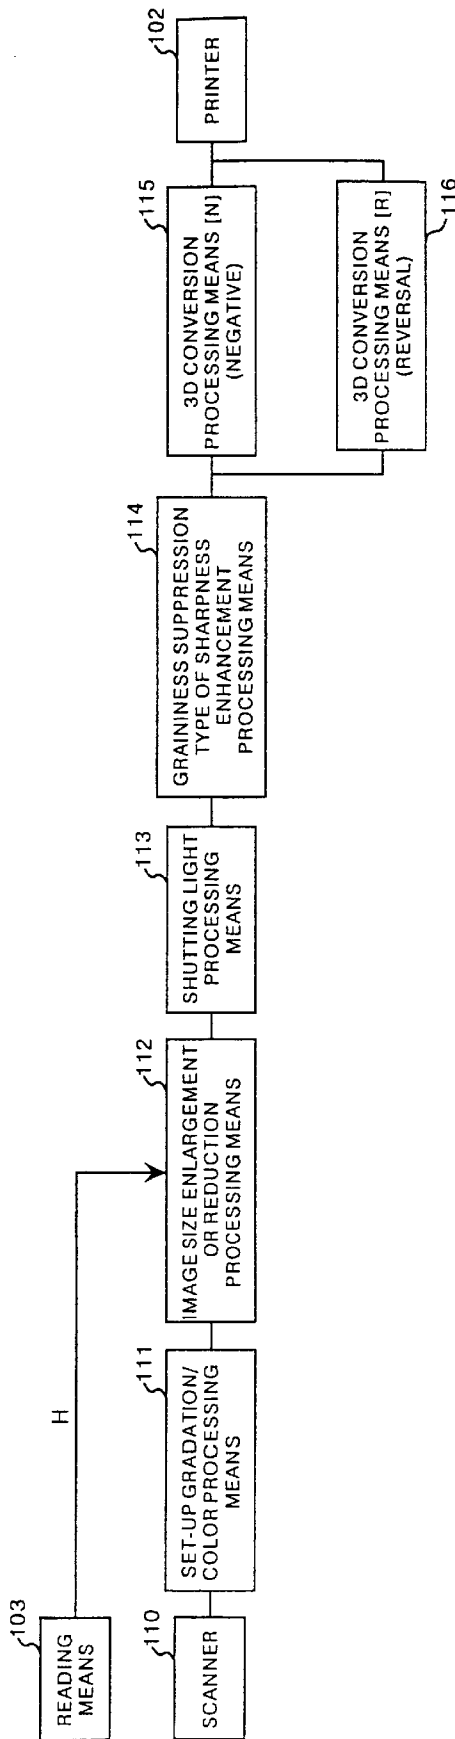 103
READING
MEANS
H
110
SCANNER
111
SET-UP GRADATION/
COLOR PROCESSING
MEANS
112
IMAGE SIZE ENLARGEMENT
OR REDUCTION
PROCESSING MEANS
113
SHUTTING LIGHT
PROCESSING
MEANS
114
GRAININESS SUPPRESSION
TYPE OF SHARPNESS
ENHANCEMENT
PROCESSING MEANS
115
3D CONVERSION
PROCESSING MEANS [N]
(NEGATIVE)
116
3D CONVERSION
PROCESSING MEANS [R]
(REVERSAL)
102
PRINTER